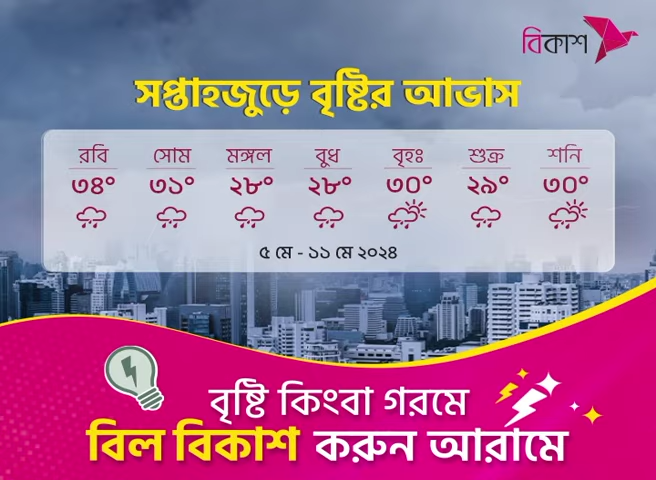 বিকাশ
সপ্তাহজুড়ে বৃষ্টির আভাস
রবি সোম মঙ্গল বুধ বৃহঃ শুক্র শনি
৩৪° ৩১° ২৮° ২৮° ৩০° ২৯° ৩০°
৫ মে - ১১ মে ২০২৪
বৃষ্টি কিংবা গরমে
বিল বিকাশ করুন আরামে